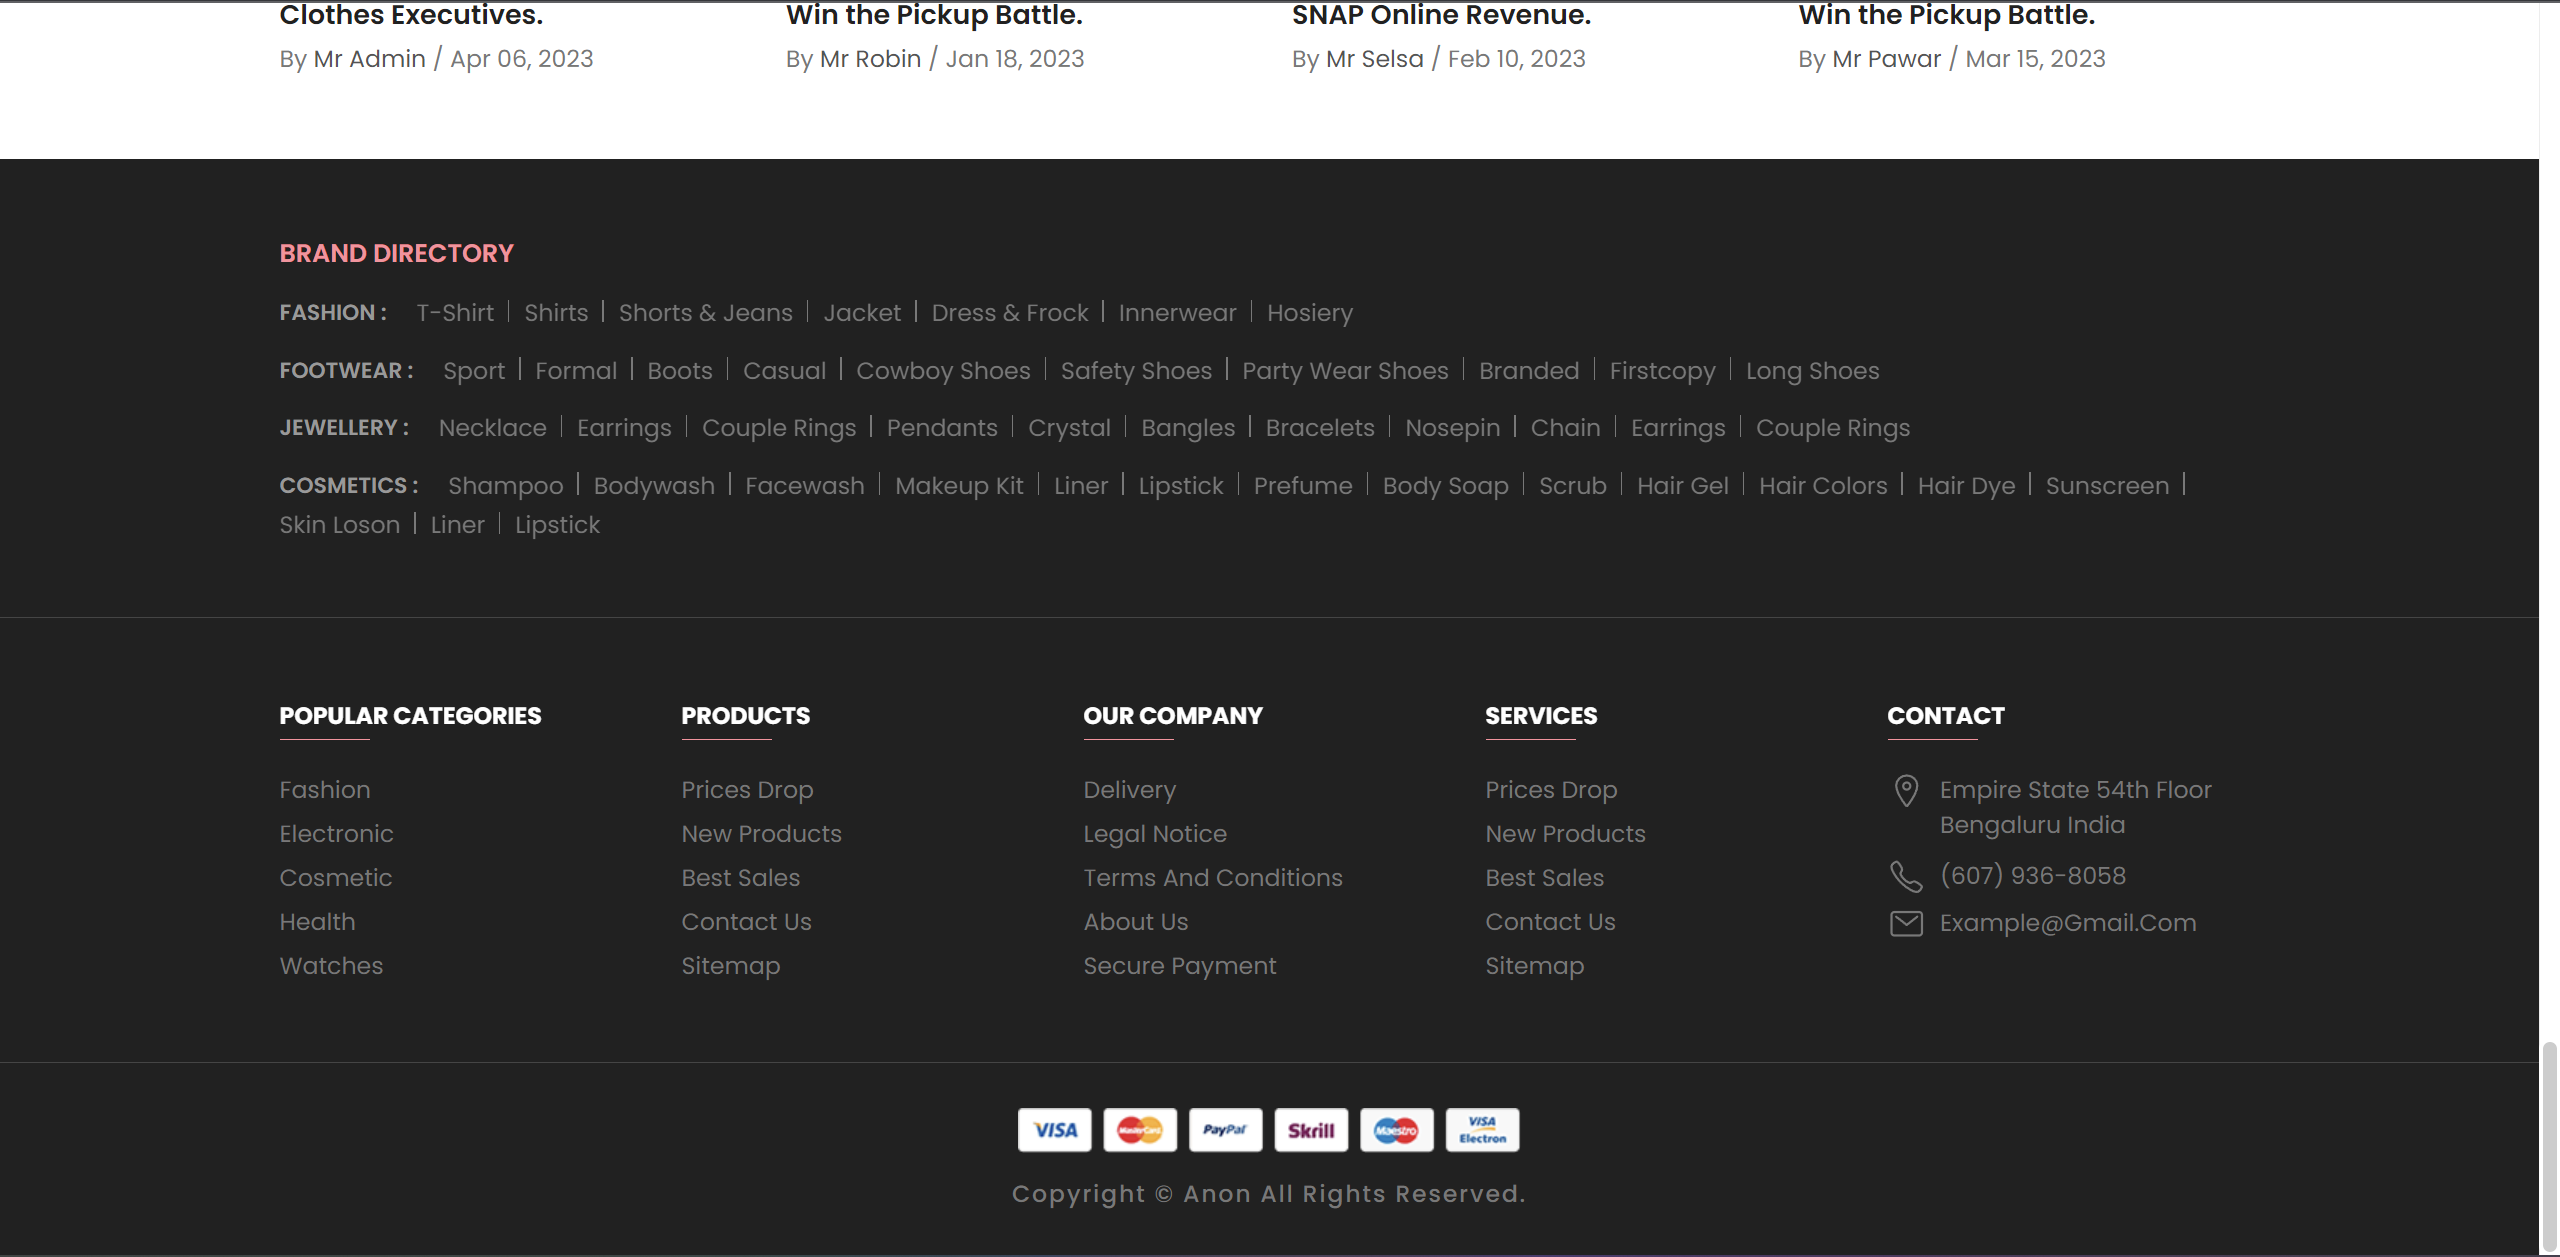 Clothes Executives.
Win the Pickup Battle.
SNAP Online Revenue.
Win the Pickup Battle.
By Mr Admin / Apr 06, 2023
By Mr Robin / Jan 18, 2023
By Mr Selsa / Feb 10, 2023
By Mr Pawar / Mar 15, 2023
BRAND DIRECTORY
FASHION : T-Shirt | Shirts | Shorts & Jeans | Jacket | Dress & Frock | Innerwear | Hosiery
FOOTWEAR : Sport | Formal | Boots | Casual | Cowboy Shoes | Safety Shoes | Party Wear Shoes | Branded | Firstcopy | Long Shoes
JEWELLERY : Necklace | Earrings | Couple Rings | Pendants | Crystal | Bangles | Bracelets | Nosepin | Chain | Earrings | Couple Rings
COSMETICS : Shampoo | Bodywash | Facewash | Makeup Kit | Liner | Lipstick | Prefume | Body Soap | Scrub | Hair Gel | Hair Colors | Hair Dye | Sunscreen |
Skin Loson | Liner | Lipstick
POPULAR CATEGORIES
Fashion
Electronic
Cosmetic
Health
Watches
PRODUCTS
Prices Drop
New Products
Best Sales
Contact Us
Sitemap
OUR COMPANY
Delivery
Legal Notice
Terms And Conditions
About Us
Secure Payment
SERVICES
Prices Drop
New Products
Best Sales
Contact Us
Sitemap
CONTACT
Empire State 54th Floor
Bengaluru India
(607) 936-8058
Example@Gmail.Com
VISA
MasterCard
PayPal
Skrill
Maestro
VISA
Electron
Copyright © Anon All Rights Reserved.